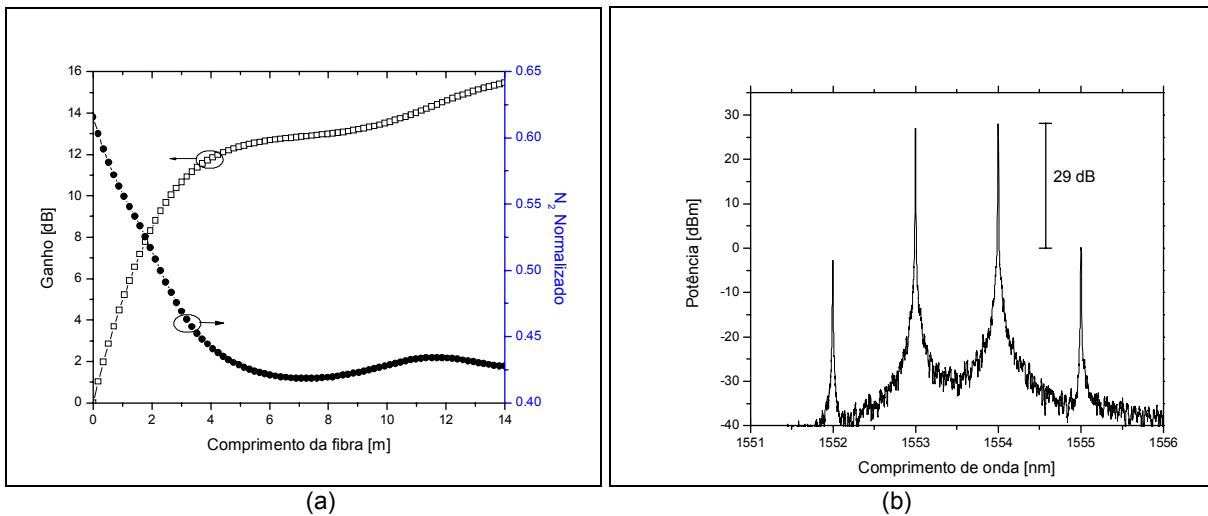 16
14
12
10
8
6
4
2
0
Ganho [dB]
0.65
0.60
0.55
0.50
0.45
0.40
N2 Normalizado
0 2 4 6 8 10 12 14
Comprimento da fibra [m]
(a)
30
20
10
0
-10
-20
-30
-40
Potência [dBm]
29 dB
1551 1552 1553 1554 1555 1556
Comprimento de onda [nm]
(b)